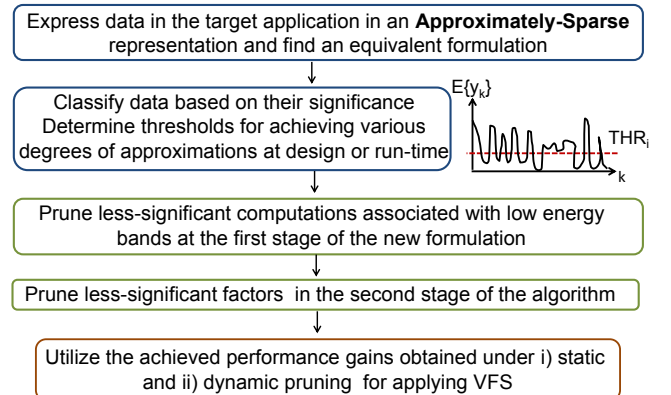 Express data in the target application in an Approximately-Sparse
representation and find an equivalent formulation
Classify data based on their significance
Determine thresholds for achieving various
degrees of approximations at design or run-time
E{yₖ}
THRᵢ
k
Prune less-significant computations associated with low energy
bands at the first stage of the new formulation
Prune less-significant factors in the second stage of the algorithm
Utilize the achieved performance gains obtained under i) static
and ii) dynamic pruning for applying VFS